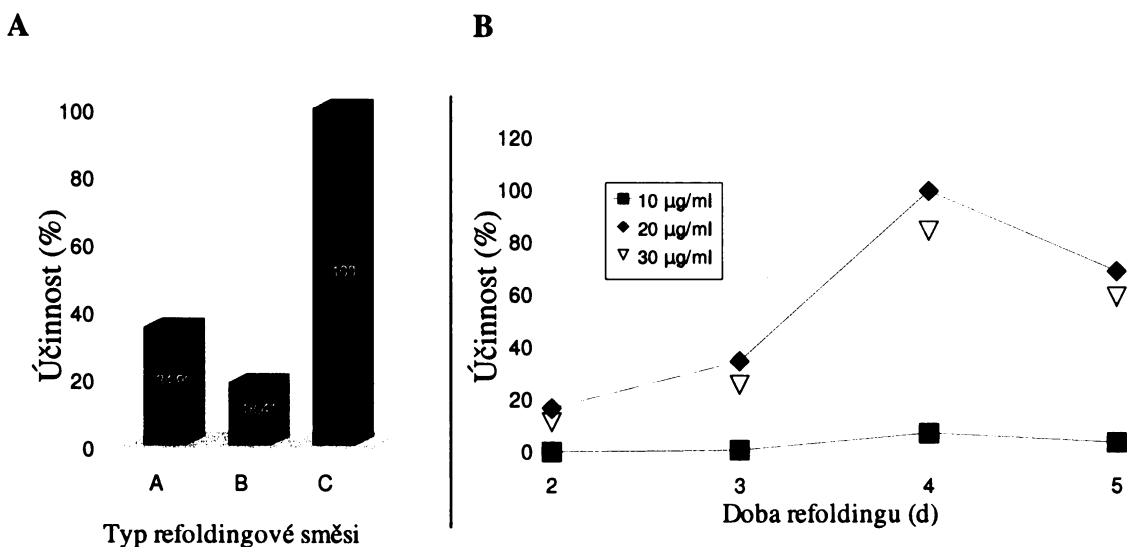 A
B
Účinnost (%)
100
80
60
40
20
0
100
A
B
C
Typ refoldingové směsi
Účinnost (%)
120
100
80
60
40
20
0
10 µg/ml
20 µg/ml
30 µg/ml
2
3
4
5
Doba refoldingu (d)